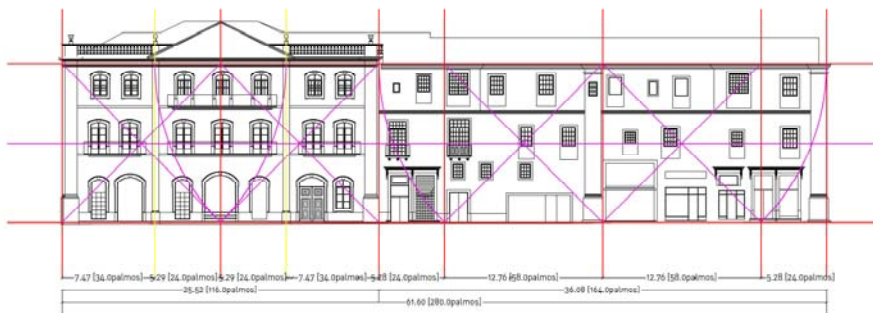 7.47 [34.0palmos] 5.29 [24.0palmos] 5.29 [24.0palmos] 7.47 [34.0palmos] 5.28 [24.0palmos] 12.76 [58.0palmos] 12.76 [58.0palmos] 5.28 [24.0palmos]
25.52 [116.0palmos] 36.08 [164.0palmos]
61.60 [280.0palmos]